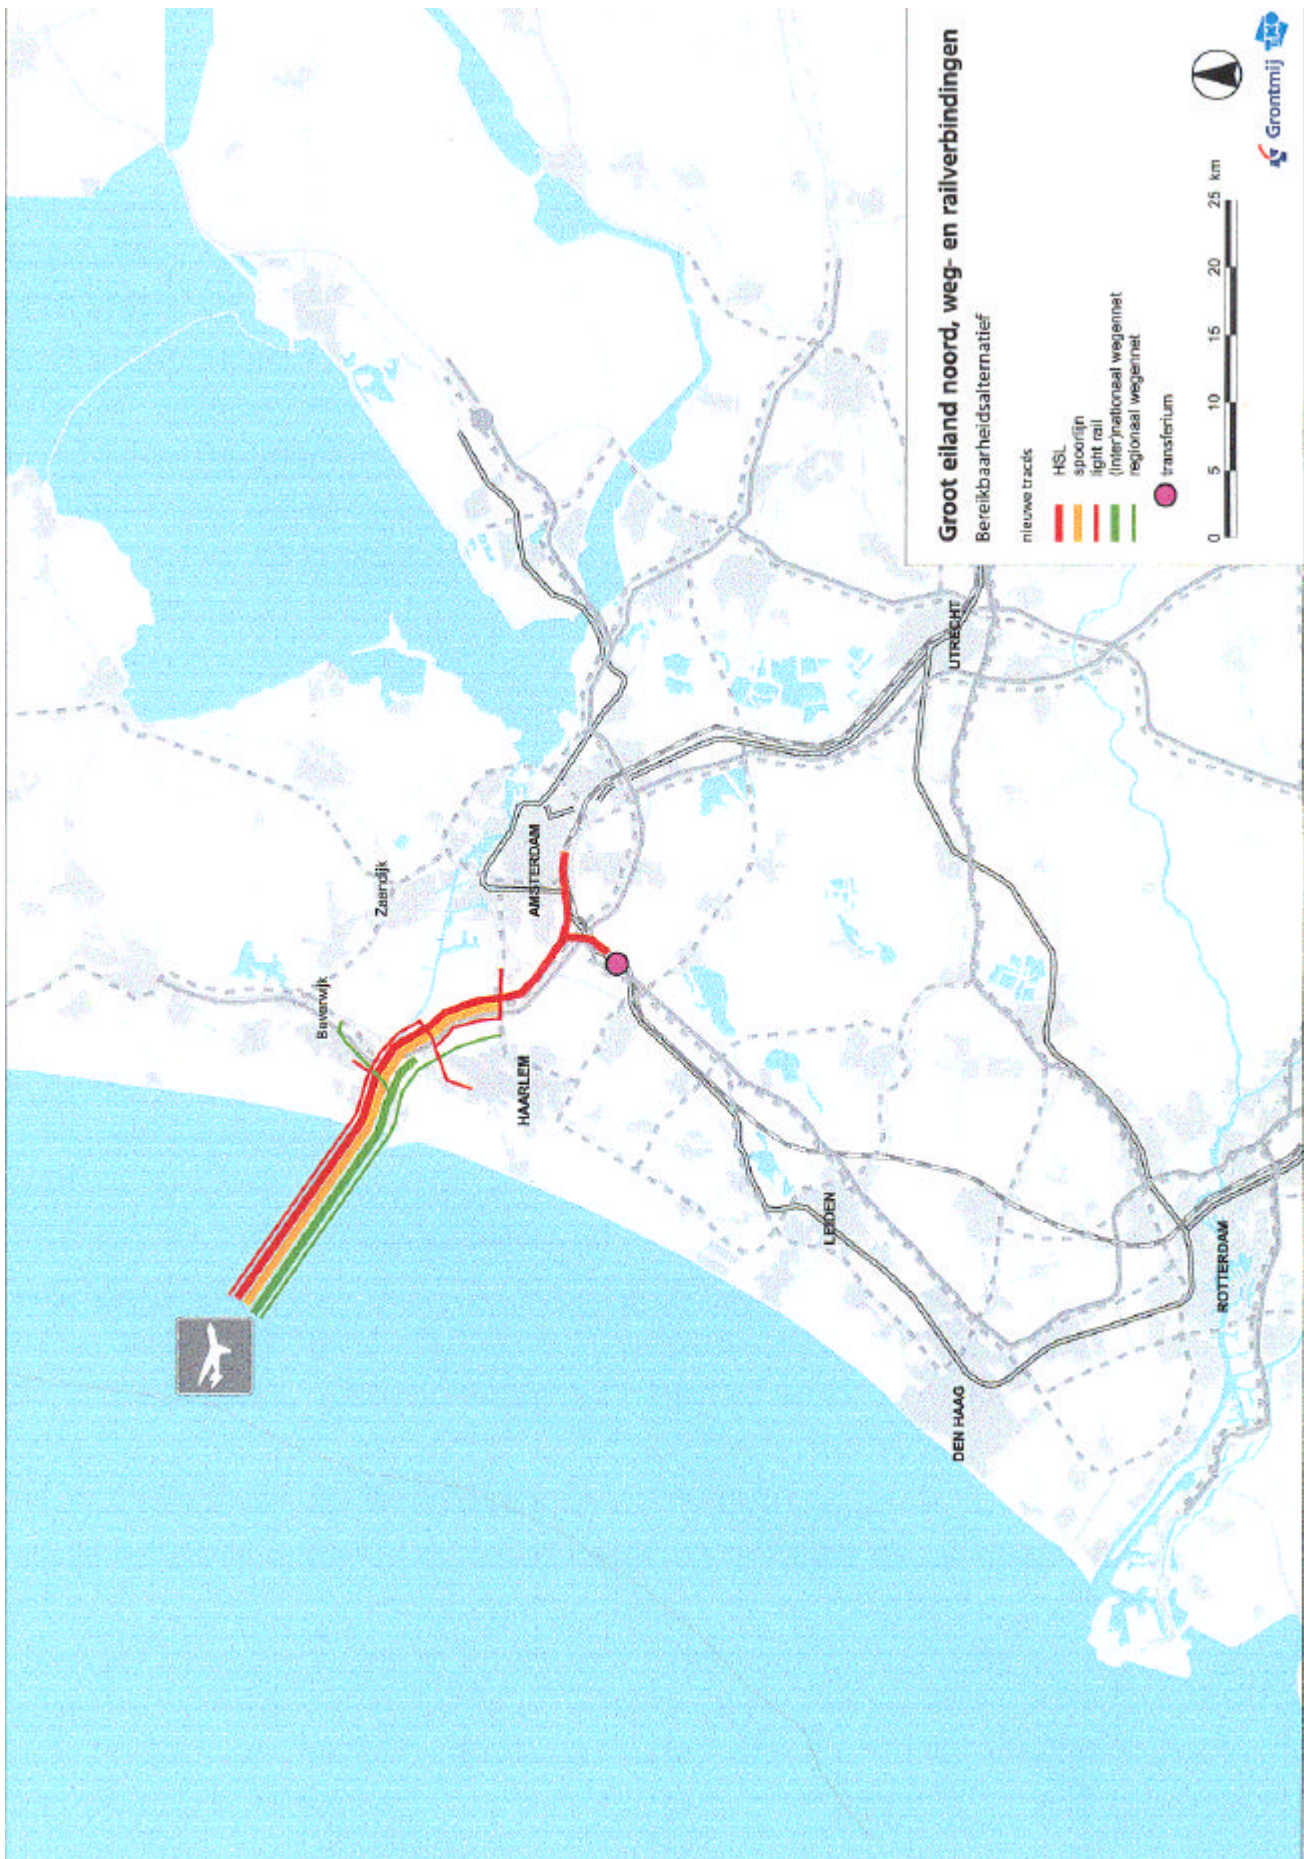 Groot eiland noord, weg- en railverbindingen
Bereikbaarheidsalternatief
nieuwe tracés
HSL
spoorlijn
light rail
(inter)nationaal wegennet
regionaal wegennet
transferium
0 5 10 15 20 25 km
Grontmij
Beverwijk
Zaandijk
AMSTERDAM
HAARLEM
UTRECHT
LEIDEN
DEN HAAG
ROTTERDAM